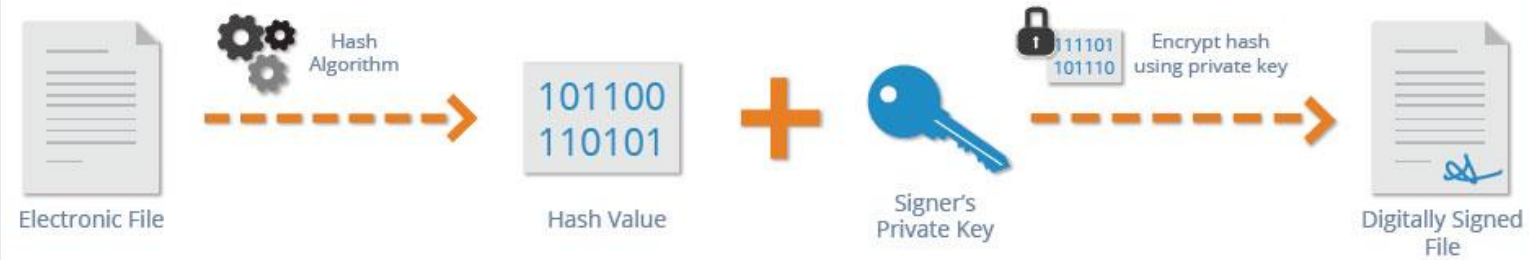 Electronic File
Hash
Algorithm
101100
110101
Hash Value
Signer's
Private Key
111101
101110
Encrypt hash
using private key
Digitally Signed
File